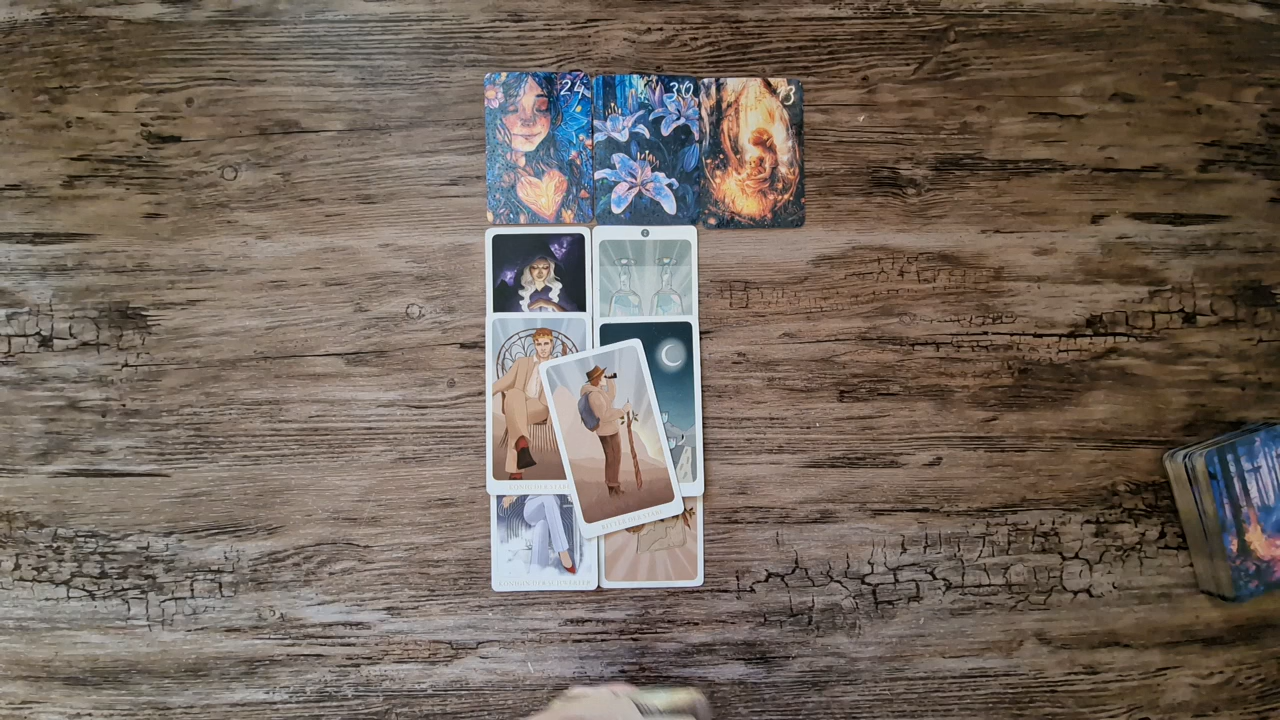 24
30
13
KÖNIG DER STÄBE
RITTER DER STÄBE
KÖNIGIN DER SCHWERTER